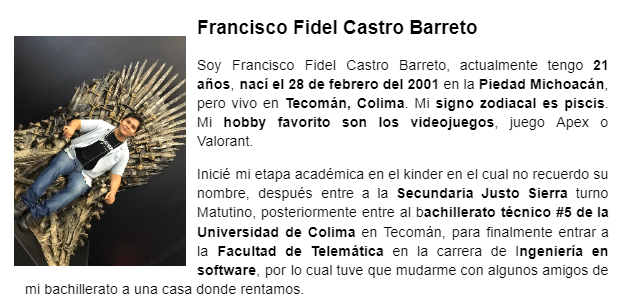 Francisco Fidel Castro Barreto
Soy Francisco Fidel Castro Barreto, actualmente tengo 21
años, nací el 28 de febrero del 2001 en la Piedad Michoacán,
pero vivo en Tecomán, Colima. Mi signo zodiacal es piscis.
Mi hobby favorito son los videojuegos, juego Apex o
Valorant.
Inicié mi etapa académica en el kinder en el cual no recuerdo su
nombre, después entre a la Secundaria Justo Sierra turno
Matutino, posteriormente entre al bachillerato técnico #5 de la
Universidad de Colima en Tecomán, para finalmente entrar a
la Facultad de Telemática en la carrera de Ingeniería en
software, por lo cual tuve que mudarme con algunos amigos de
mi bachillerato a una casa donde rentamos.